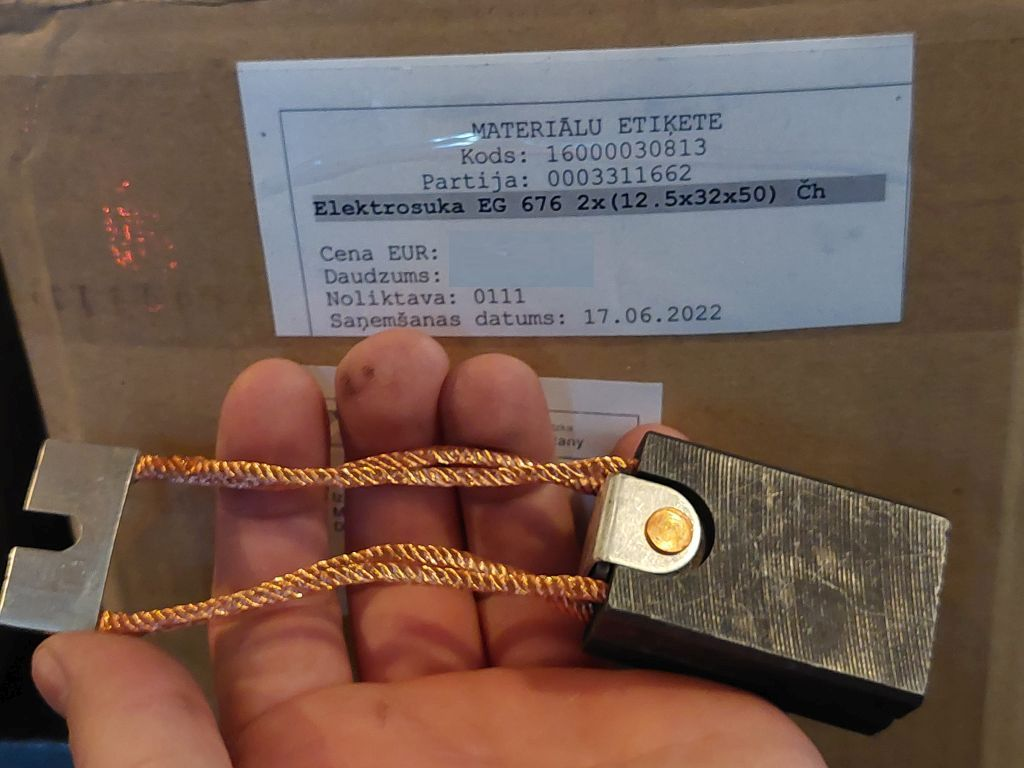 MATERIĀLU ETIĶETE
Kods: 16000030813
Partija: 0003311662
Elektrosuka EG 676 2x(12.5x32x50) Čh
Cena EUR:
Daudzums:
Noliktava: 0111
Saņemšanas datums: 17.06.2022